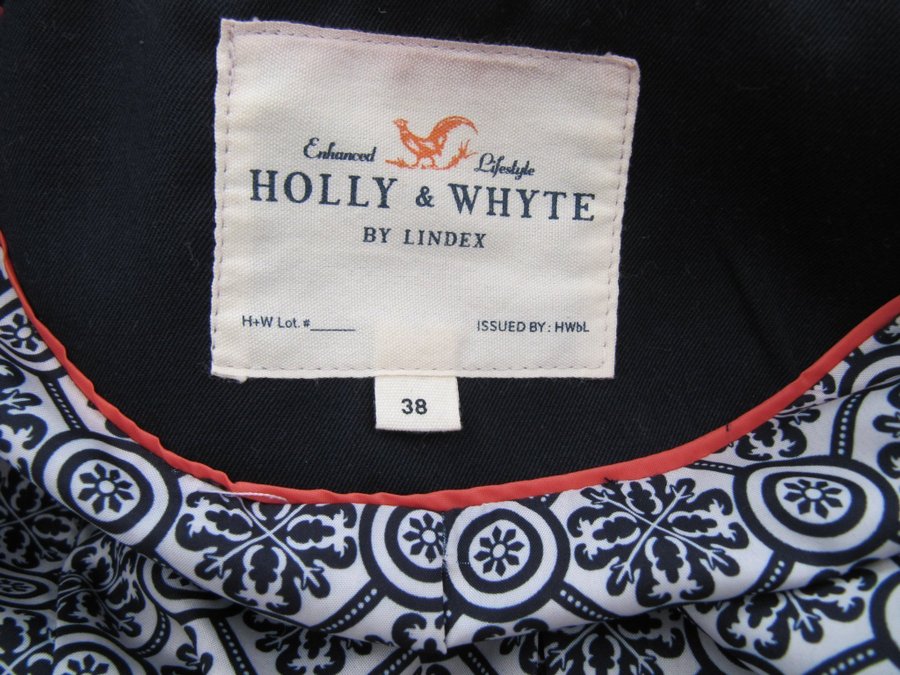 Enhanced Lifestyle
HOLLY & WHYTE
BY LINDEX
H+W Lot. #______ ISSUED BY: HWbL
38